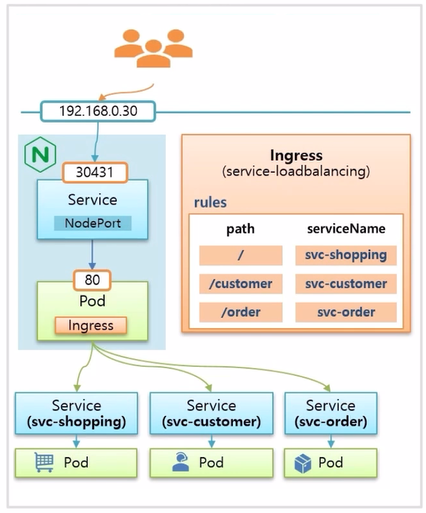 192.168.0.30
N
30431
Service
NodePort
80
Pod
Ingress
Ingress
(service-loadbalancing)
rules
path serviceName
/ svc-shopping
/customer svc-customer
/order svc-order
Service
(svc-shopping)
Service
(svc-customer)
Service
(svc-order)
Pod
Pod
Pod